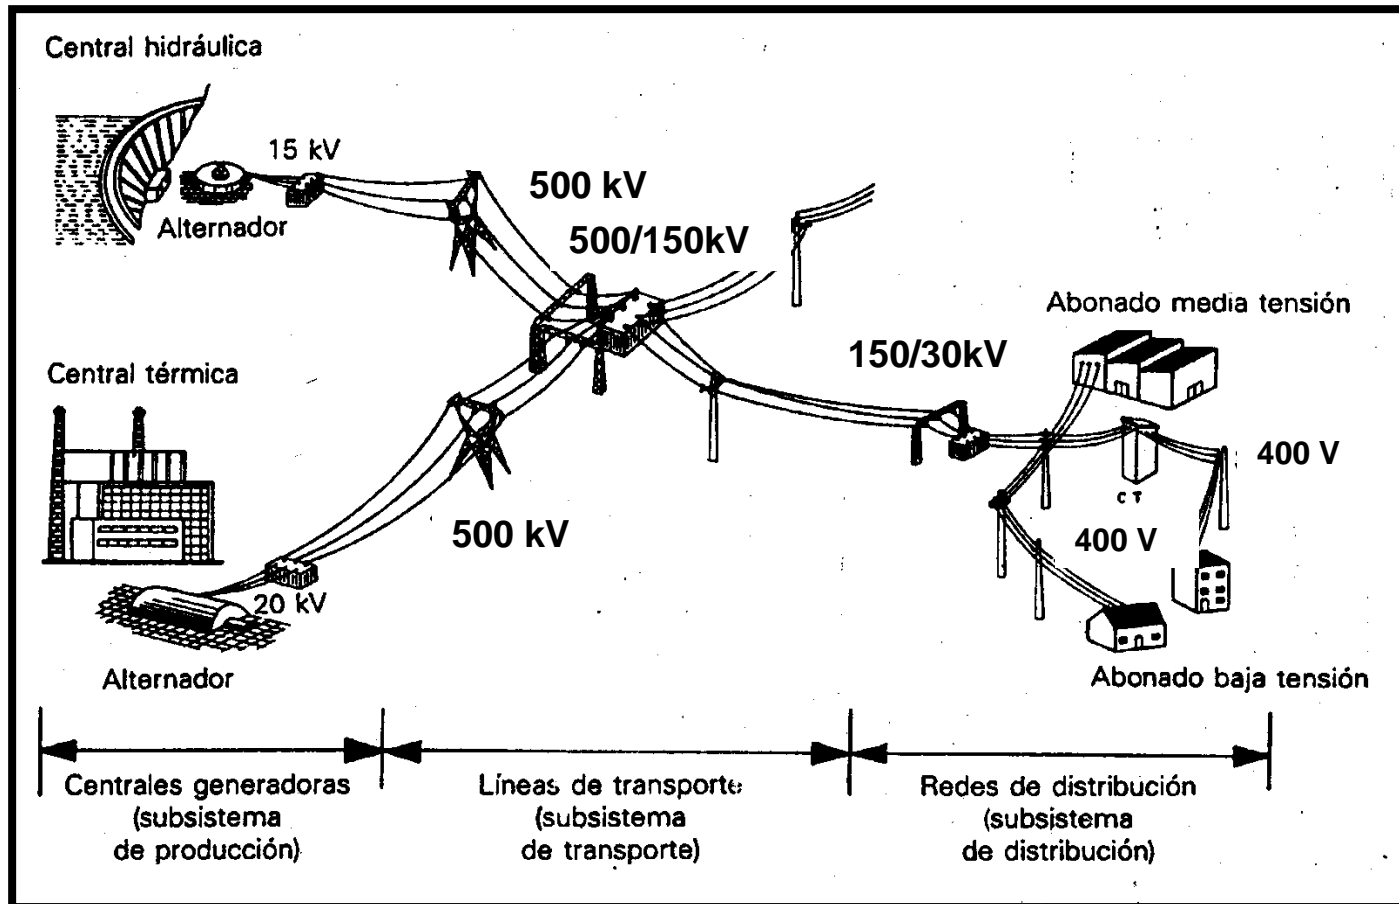 Central hidráulica
15 kV
Alternador
500 kV
500/150kV
Abonado media tensión
150/30kV
Central térmica
400 V
C T
500 kV
400 V
20 kV
Alternador
Abonado baja tensión
Centrales generadoras
(subsistema
de producción)
Líneas de transporte
(subsistema
de transporte)
Redes de distribución
(subsistema
de distribución)